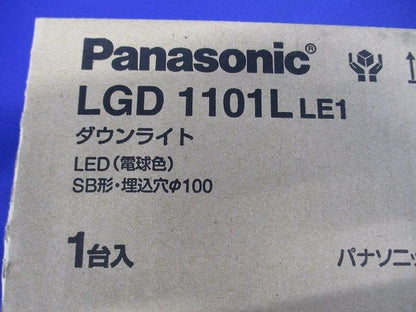 Panasonic®
LGD 1101L LE1
ダウンライト
LED(電球色)
SB形・埋込穴φ100
1台入
パナソニッ